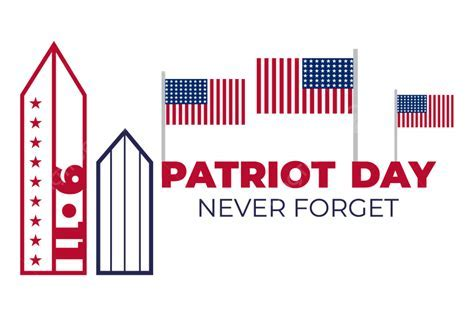 9•11
PATRIOT DAY
NEVER FORGET